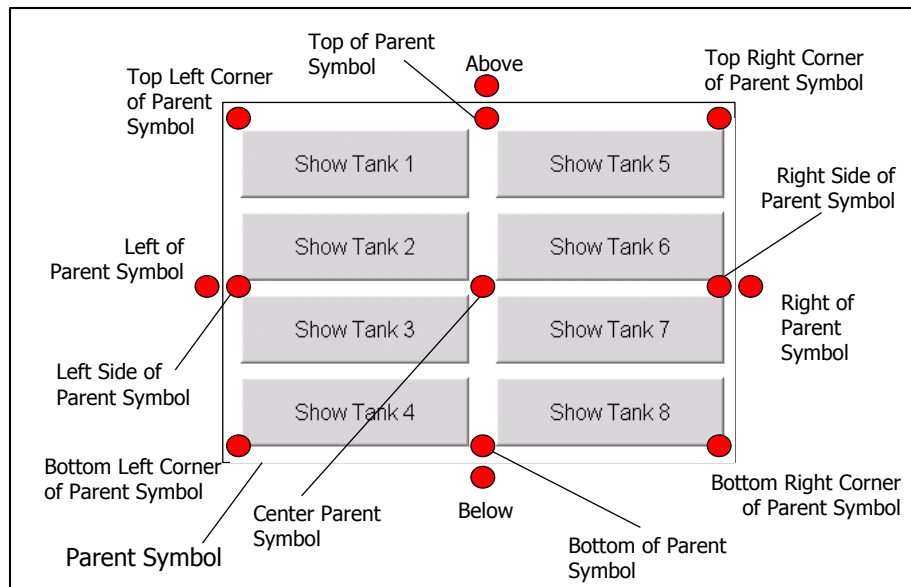 Top of Parent
Symbol
Above
Top Right Corner
of Parent Symbol
Top Left Corner
of Parent
Symbol
Show Tank 1
Show Tank 5
Right Side of
Parent Symbol
Left of
Parent Symbol
Show Tank 2
Show Tank 6
Show Tank 3
Show Tank 7
Right of
Parent
Symbol
Left Side of
Parent Symbol
Show Tank 4
Show Tank 8
Bottom Left Corner
of Parent Symbol
Center Parent
Symbol
Below
Bottom Right Corner
of Parent Symbol
Parent Symbol
Bottom of Parent
Symbol